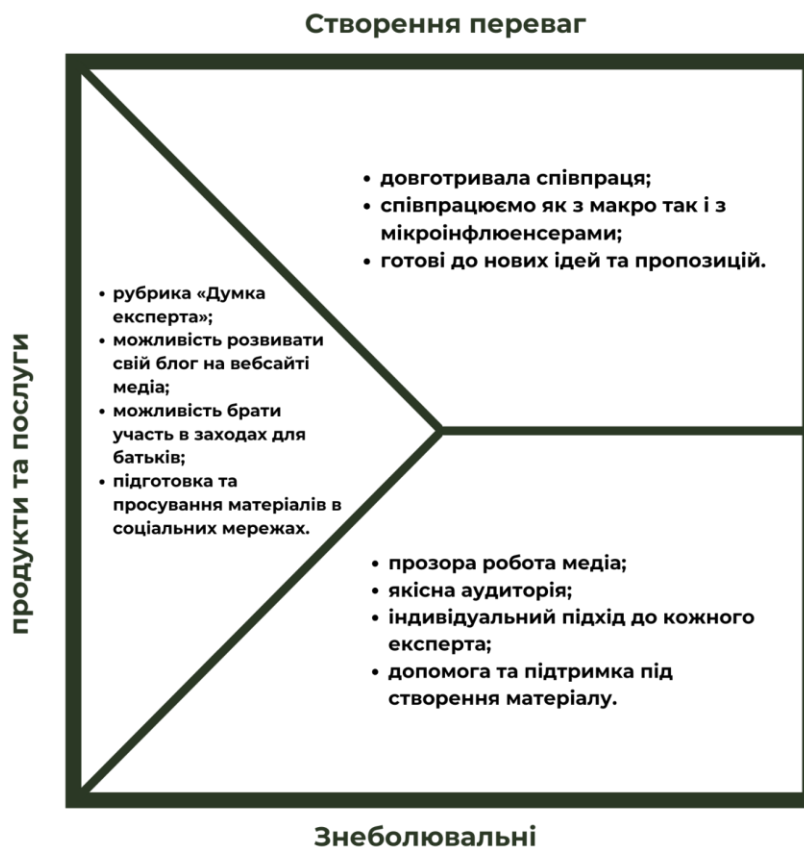 Створення переваг
• довготривала співпраця;
• співпрацюємо як з макро так і з
мікроінфлюенсерами;
• готові до нових ідей та пропозицій.
продукти та послуги
• рубрика «Думка
експерта»;
• можливість розвивати
свій блог на вебсайті
медіа;
• можливість брати
участь в заходах для
батьків;
• підготовка та
просування матеріалів в
соціальних мережах.
• прозора робота медіа;
• якісна аудиторія;
• індивідуальний підхід до кожного
експерта;
• допомога та підтримка під
створення матеріалу.
Знеболювальні